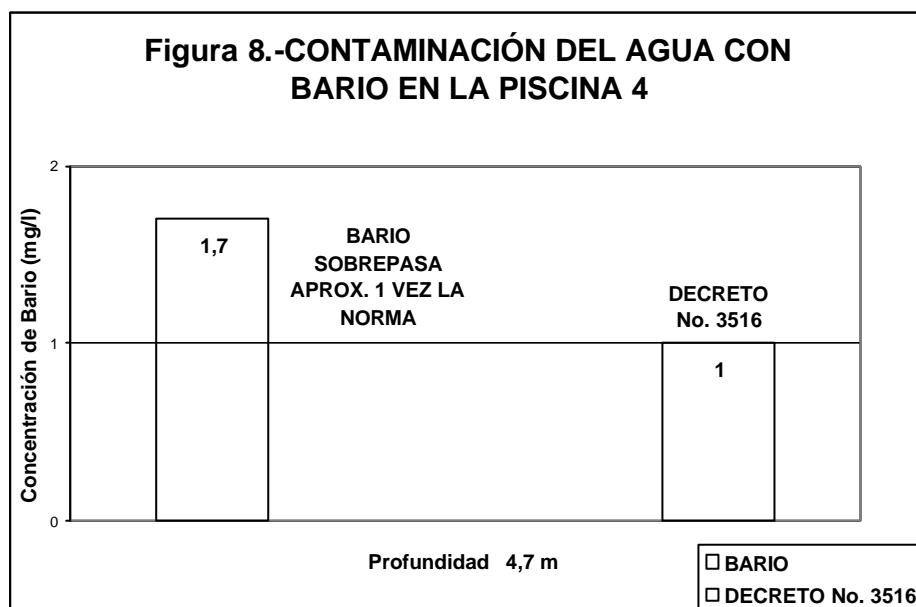 Figura 8.-CONTAMINACIÓN DEL AGUA CON
BARIO EN LA PISCINA 4
Concentración de Bario (mg/l)
2
1
0
1,7
BARIO
SOBREPASA
APROX. 1 VEZ LA
NORMA
DECRETO
No. 3516
1
Profundidad 4,7 m
BARIO
DECRETO No. 3516